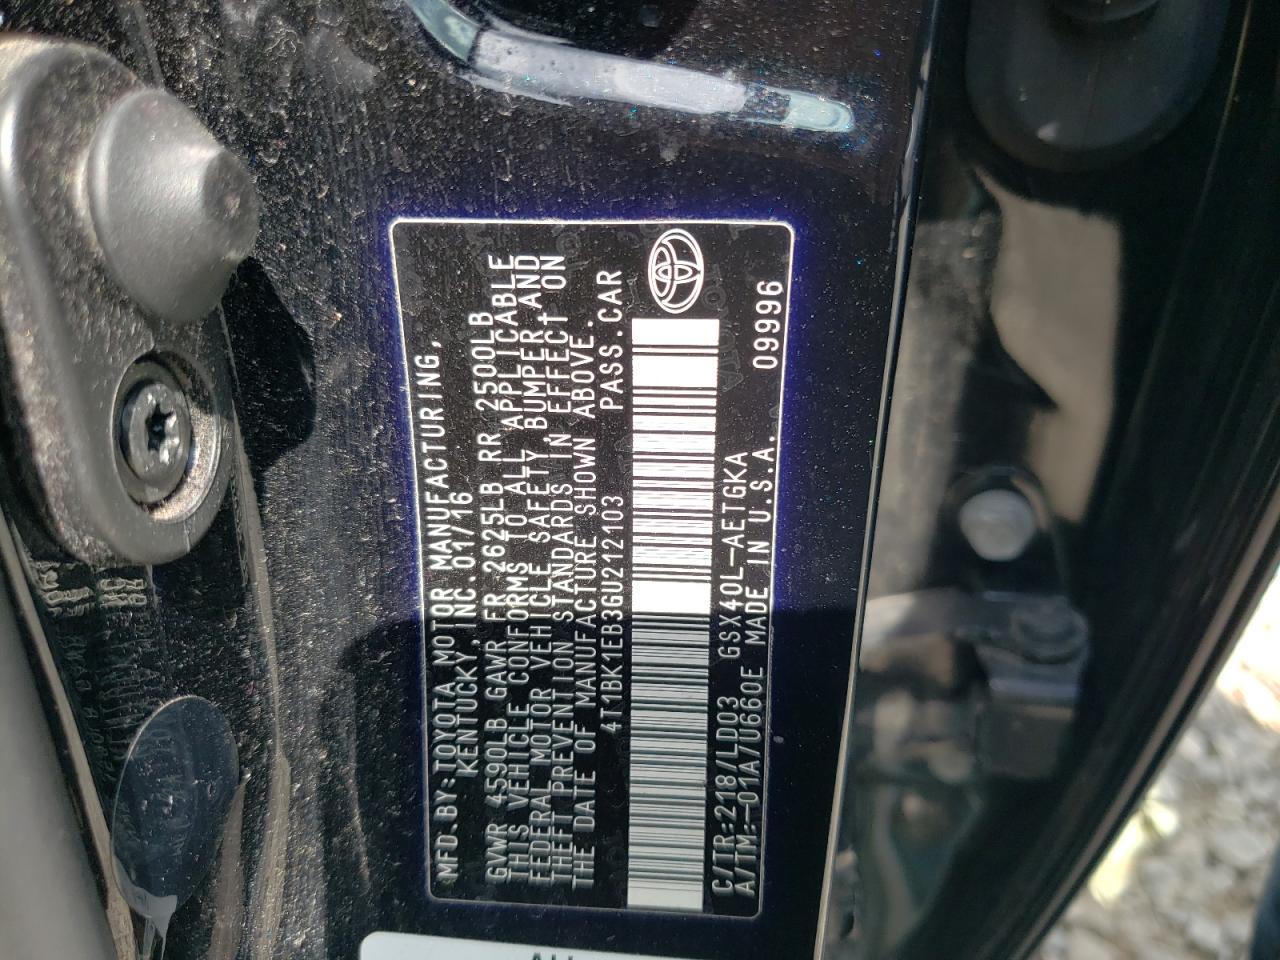 MFD.BY:TOYOTA MOTOR MANUFACTURING,
KENTUCKY, INC.01/16
GVWR 4590LB GAWR FR 2625LB RR 2500LB
THIS VEHICLE CONFORMS TO ALL APPLICABLE
FEDERAL MOTOR VEHICLE SAFETY, BUMPER, AND
THEFT PREVENTION STANDARDS IN EFFECT ON
THE DATE OF MANUFACTURE SHOWN ABOVE.
4T1BK1EB3GU212103 PASS.CAR
C/TR:218/LD03 GSX40L-AETGKA
A/TM:-01A/U660E MADE IN U.S.A. 09996